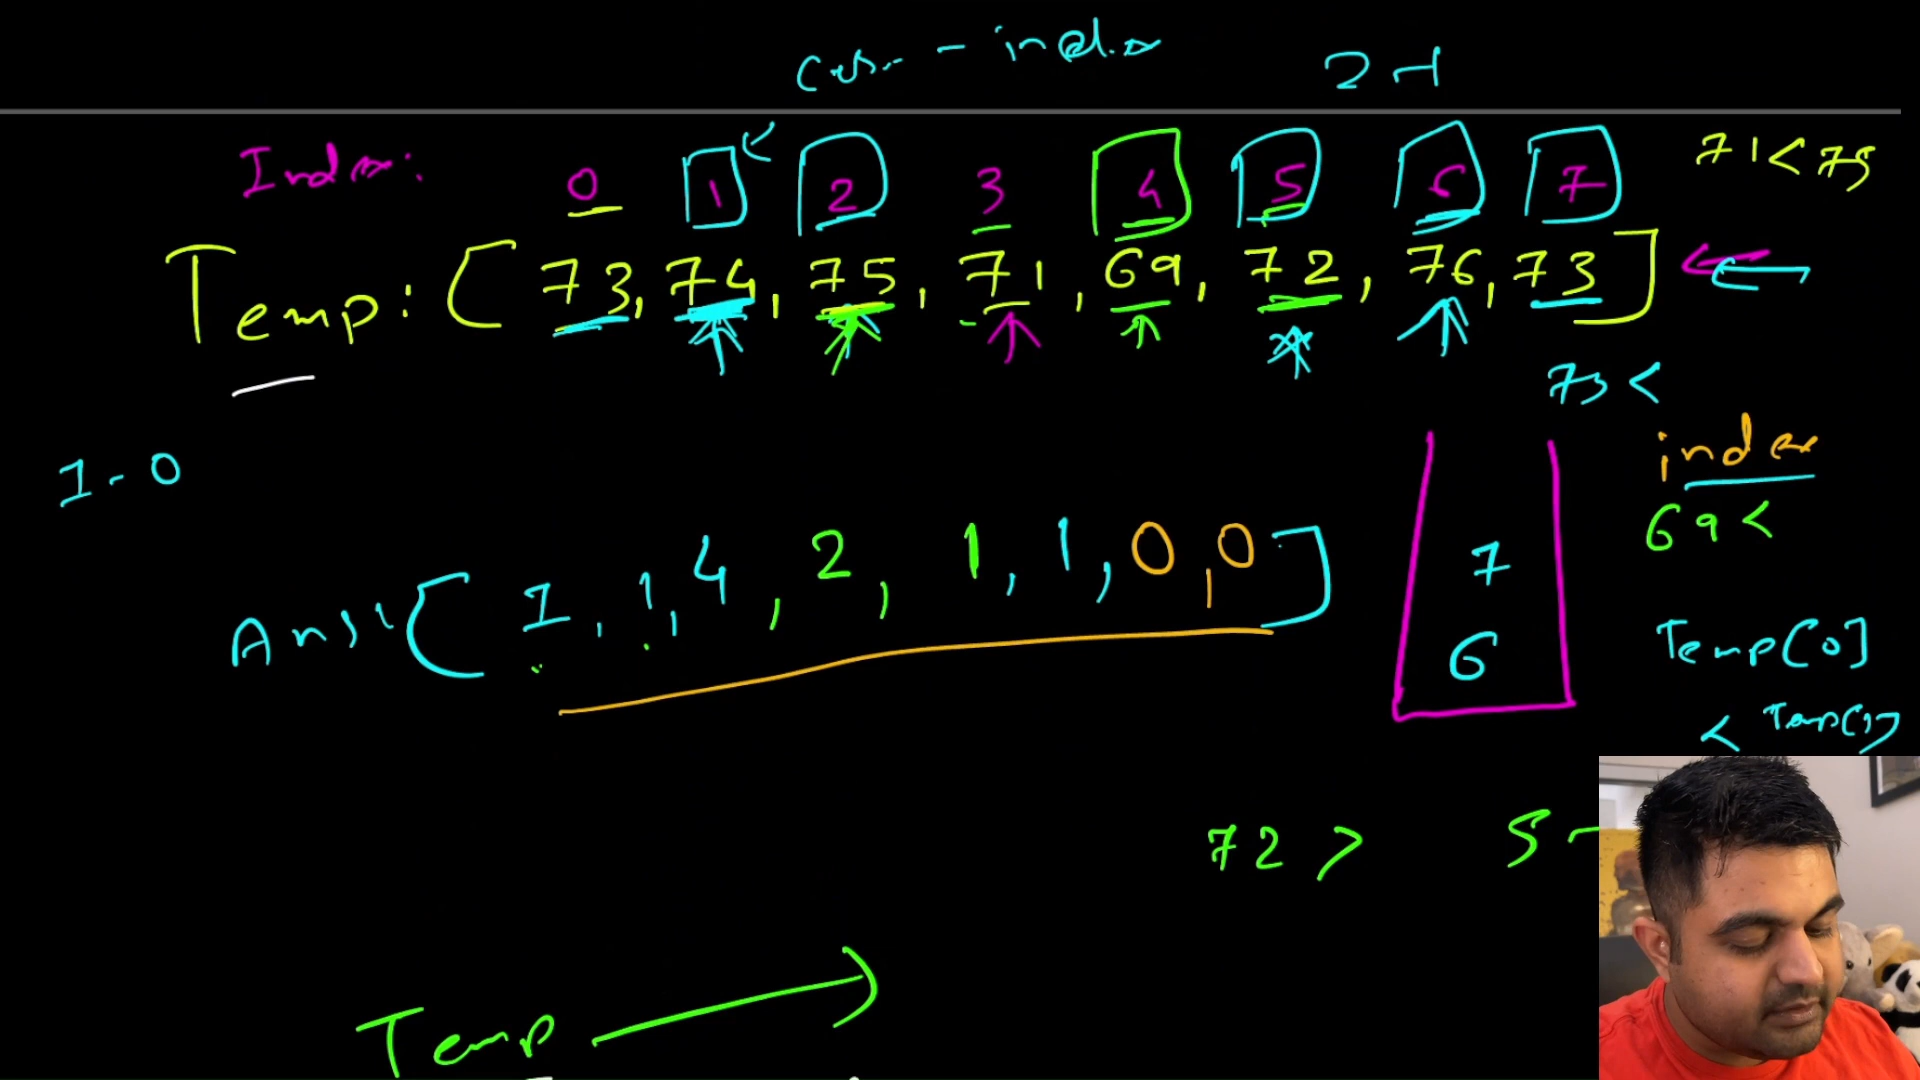 Curr - index 2-1
Index: 0 1 2 3 4 5 6 7 71<75
Temp: [73, 74, 75, 71, 69, 72, 76, 73]
73 <
index
1-0
69 <
Ans: [1, 1, 4, 2, 1, 1, 0, 0]
7
6
Temp[0]
< Temp[1]
72 > 5-
Temp